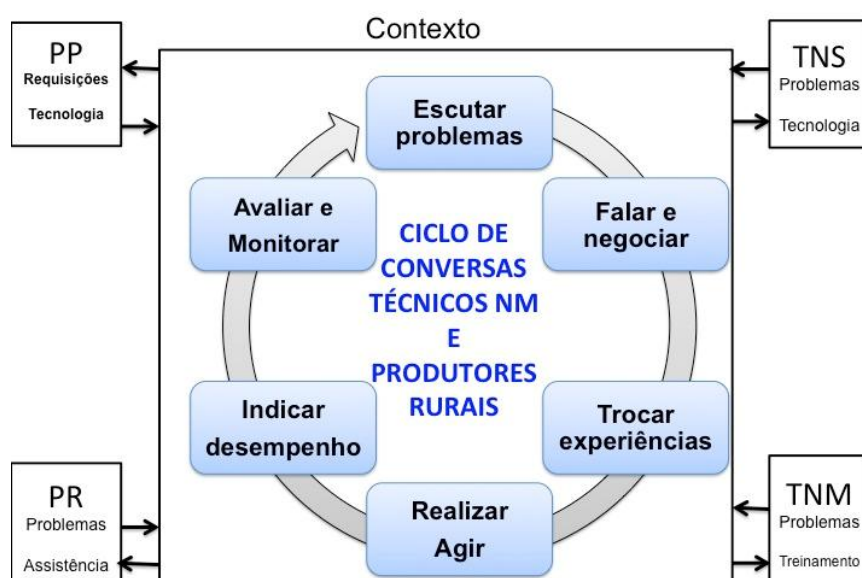 Contexto
PP
Requisições
Tecnologia
TNS
Problemas
Tecnologia
Escutar
problemas
Falar e
negociar
Trocar
experiências
Realizar
Agir
Indicar
desempenho
Avaliar e
Monitorar
CICLO DE
CONVERSAS
TÉCNICOS NM
E
PRODUTORES
RURAIS
PR
Problemas
Assistência
TNM
Problemas
Treinamento